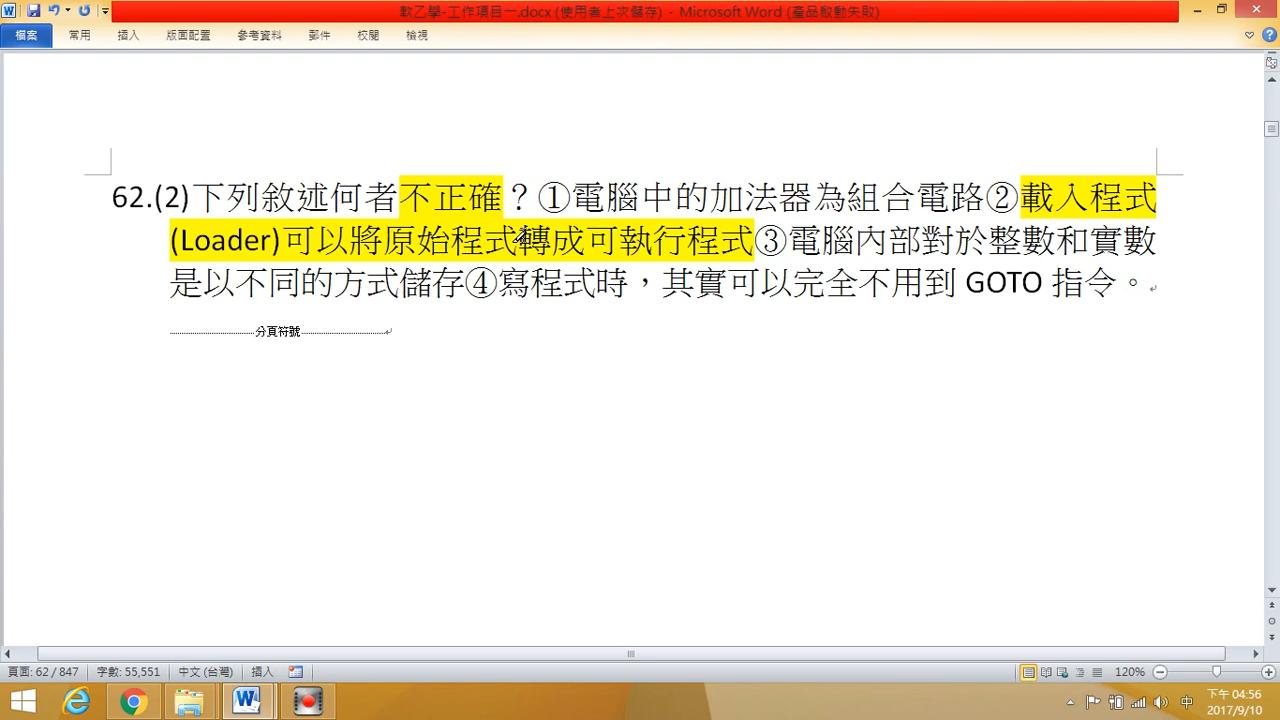 軟乙學-工作項目一.docx (使用者上次儲存) - Microsoft Word (產品啟動失敗)
檔案 常用 插入 版面配置 參考資料 郵件 校閱 檢視
62.(2)下列敘述何者不正確？①電腦中的加法器為組合電路②載入程式
(Loader)可以將原始程式轉成可執行程式③電腦內部對於整數和實數
是以不同的方式儲存④寫程式時，其實可以完全不用到 GOTO 指令。
分頁符號
頁面: 62 / 847 字數: 55,551 中文 (台灣) 插入 120%
中 下午 04:56
2017/9/10